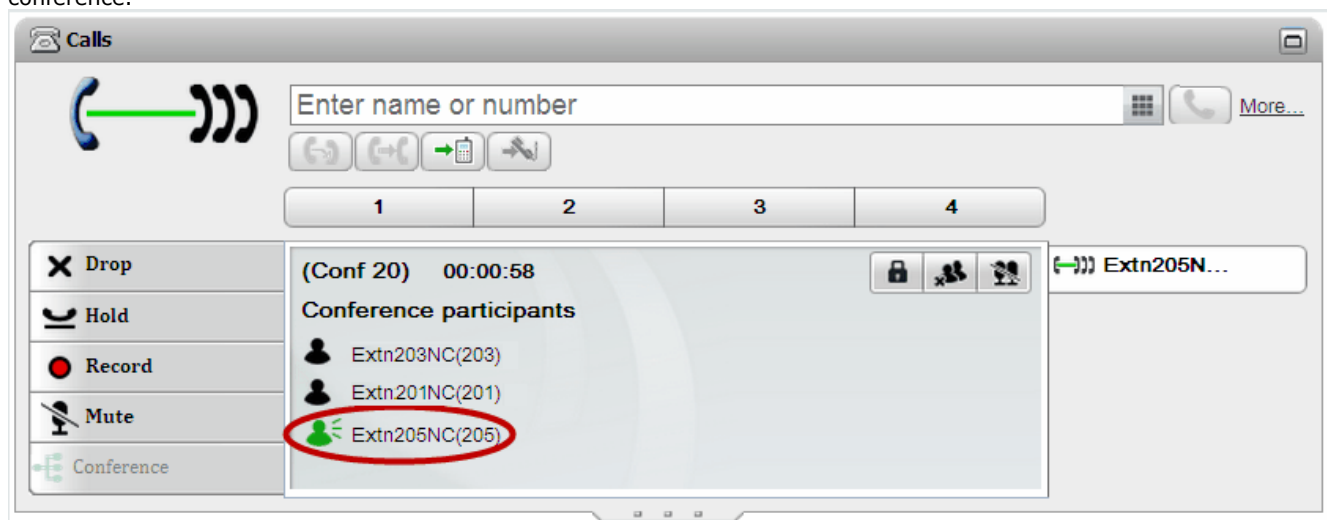 conference.
Calls
Enter name or number
More...
1 2 3 4
Drop
Hold
Record
Mute
Conference
(Conf 20) 00:00:58
Conference participants
Extn203NC(203)
Extn201NC(201)
Extn205NC(205)
Extn205N...